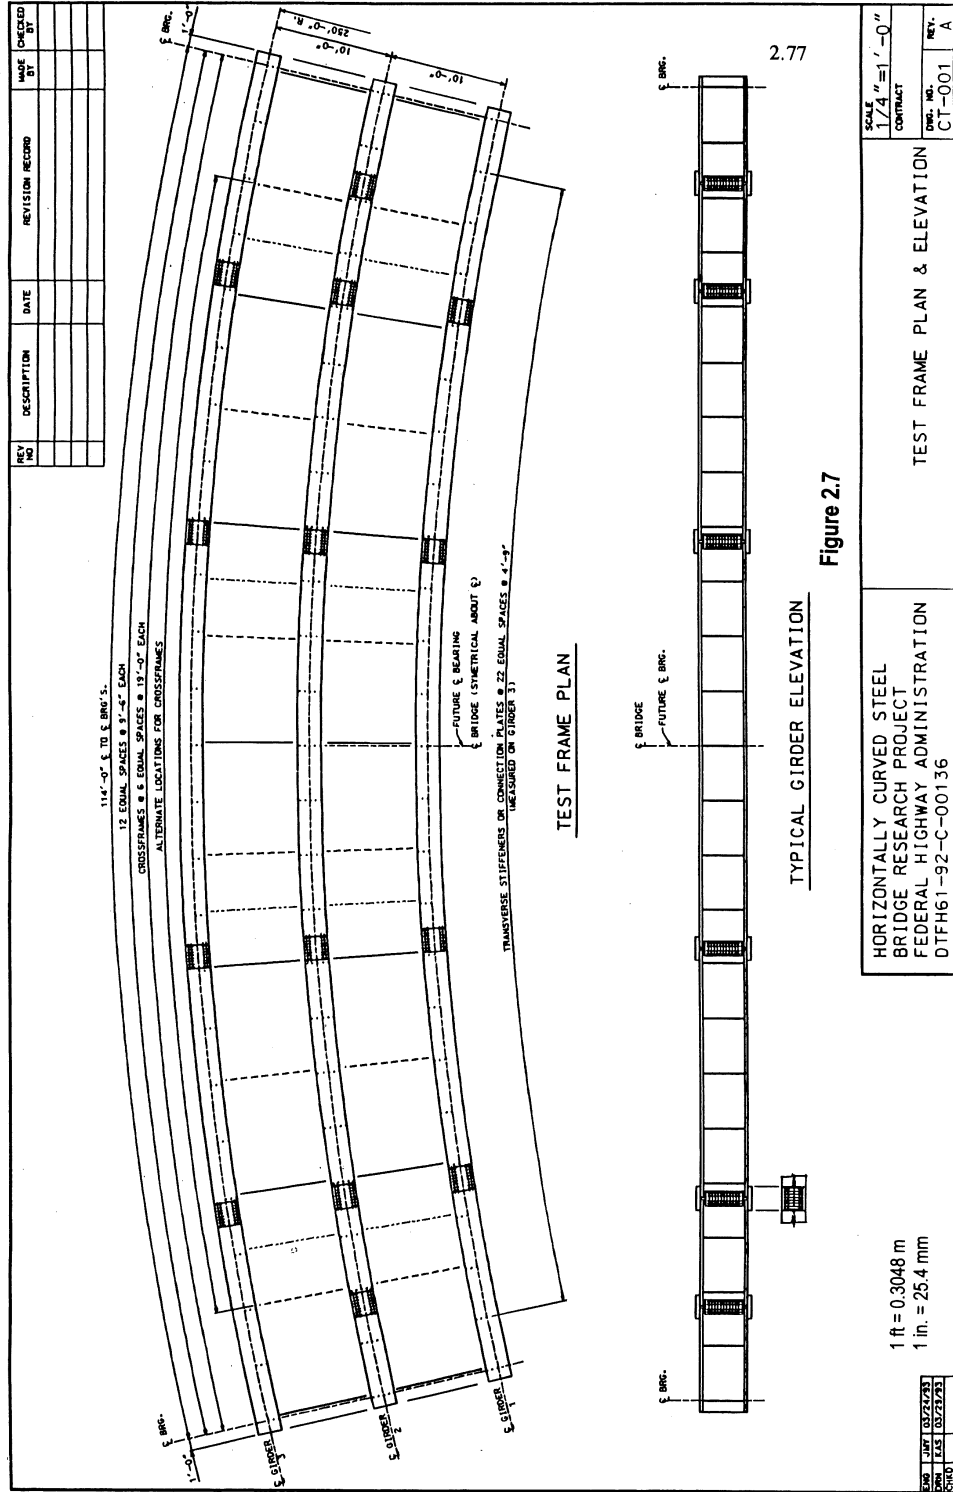 REV NO
DESCRIPTION
DATE
REVISION RECORD
MADE BY
CHECKED BY
℄ BRG.
1'-0"
250'-0" R.
10'-0"
10'-0"
℄ BRG.
1'-0"
114'-0" ℄ TO ℄ BRG'S.
12 EQUAL SPACES @ 9'-6" EACH
CROSSFRAMES @ 6 EQUAL SPACES @ 19'-0" EACH
ALTERNATE LOCATIONS FOR CROSSFRAMES
FUTURE ℄ BEARING
℄ BRIDGE (SYMETRICAL ABOUT ℄)
TRANSVERSE STIFFENERS OR CONNECTION PLATES @ 22 EQUAL SPACES @ 4'-9"
(MEASURED ON GIRDER 3)
℄ GIRDER 3
℄ GIRDER 2
℄ GIRDER 1
TEST FRAME PLAN
2.77
℄ BRG.
℄ BRIDGE
FUTURE ℄ BRG.
℄ BRG.
TYPICAL GIRDER ELEVATION
Figure 2.7
1 ft = 0.3048 m
1 in. = 25.4 mm
HORIZONTALLY CURVED STEEL
BRIDGE RESEARCH PROJECT
FEDERAL HIGHWAY ADMINISTRATION
DTFH61-92-C-00136
TEST FRAME PLAN & ELEVATION
SCALE
1/4"=1'-0"
CONTRACT
DWG. NO.
CT-001
REV.
A
ENG JMY 03/24/93
DRN KAS 03/29/93
CHKD